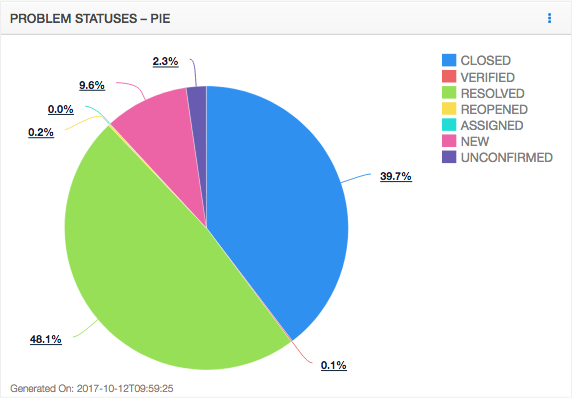 PROBLEM STATUSES – PIE
2.3%
9.6%
0.0%
0.2%
39.7%
48.1%
0.1%
CLOSED
VERIFIED
RESOLVED
REOPENED
ASSIGNED
NEW
UNCONFIRMED
Generated On: 2017-10-12T09:59:25